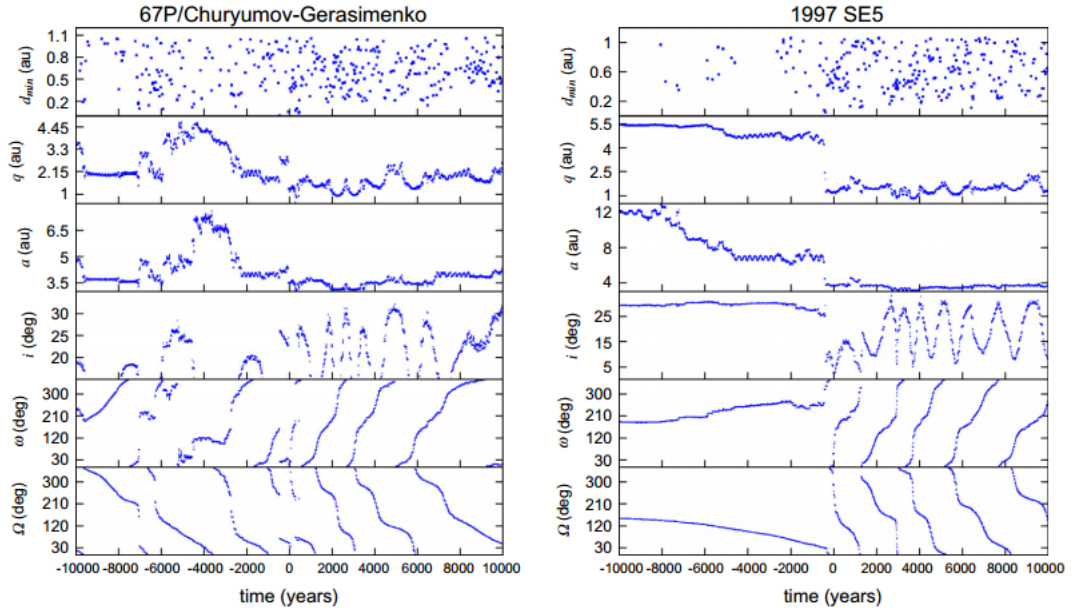 67P/Churyumov-Gerasimenko
1.1
0.8
0.5
0.2
d_min (au)
4.45
3.3
2.15
1
q (au)
6.5
5
3.5
a (au)
30
20
i (deg)
300
210
120
30
ω (deg)
300
210
120
30
Ω (deg)
-10000 -8000 -6000 -4000 -2000 0 2000 4000 6000 8000 10000
time (years)
1997 SE5
1
0.6
0.2
d_min (au)
5.5
2.5
1
q (au)
12
8
4
a (au)
25
15
5
i (deg)
300
210
120
30
ω (deg)
300
210
120
30
Ω (deg)
-10000 -8000 -6000 -4000 -2000 0 2000 4000 6000 8000 10000
time (years)